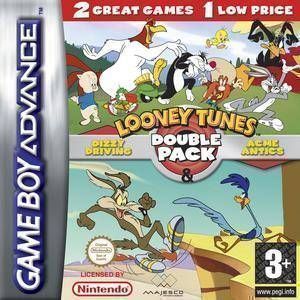 GAME BOY ADVANCE
2 GREAT GAMES 1 LOW PRICE
LOONEY TUNES
DIZZY DRIVING
DOUBLE PACK
ACME ANTICS
&
LICENSED BY
Nintendo
MAJESCO
3+
www.pegi.info